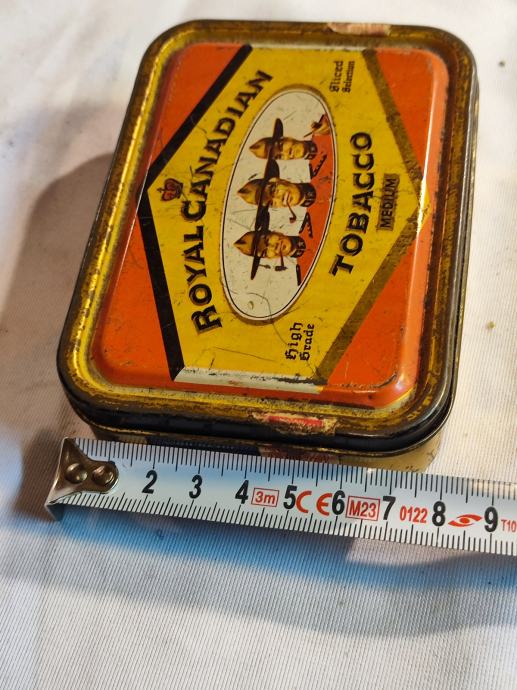 Sliced
Selection
ROYAL CANADIAN
TOBACCO
MEDIUM
High
Grade
2 3 4 3m 5 CE 6 M23 7 0122 8 9 T10